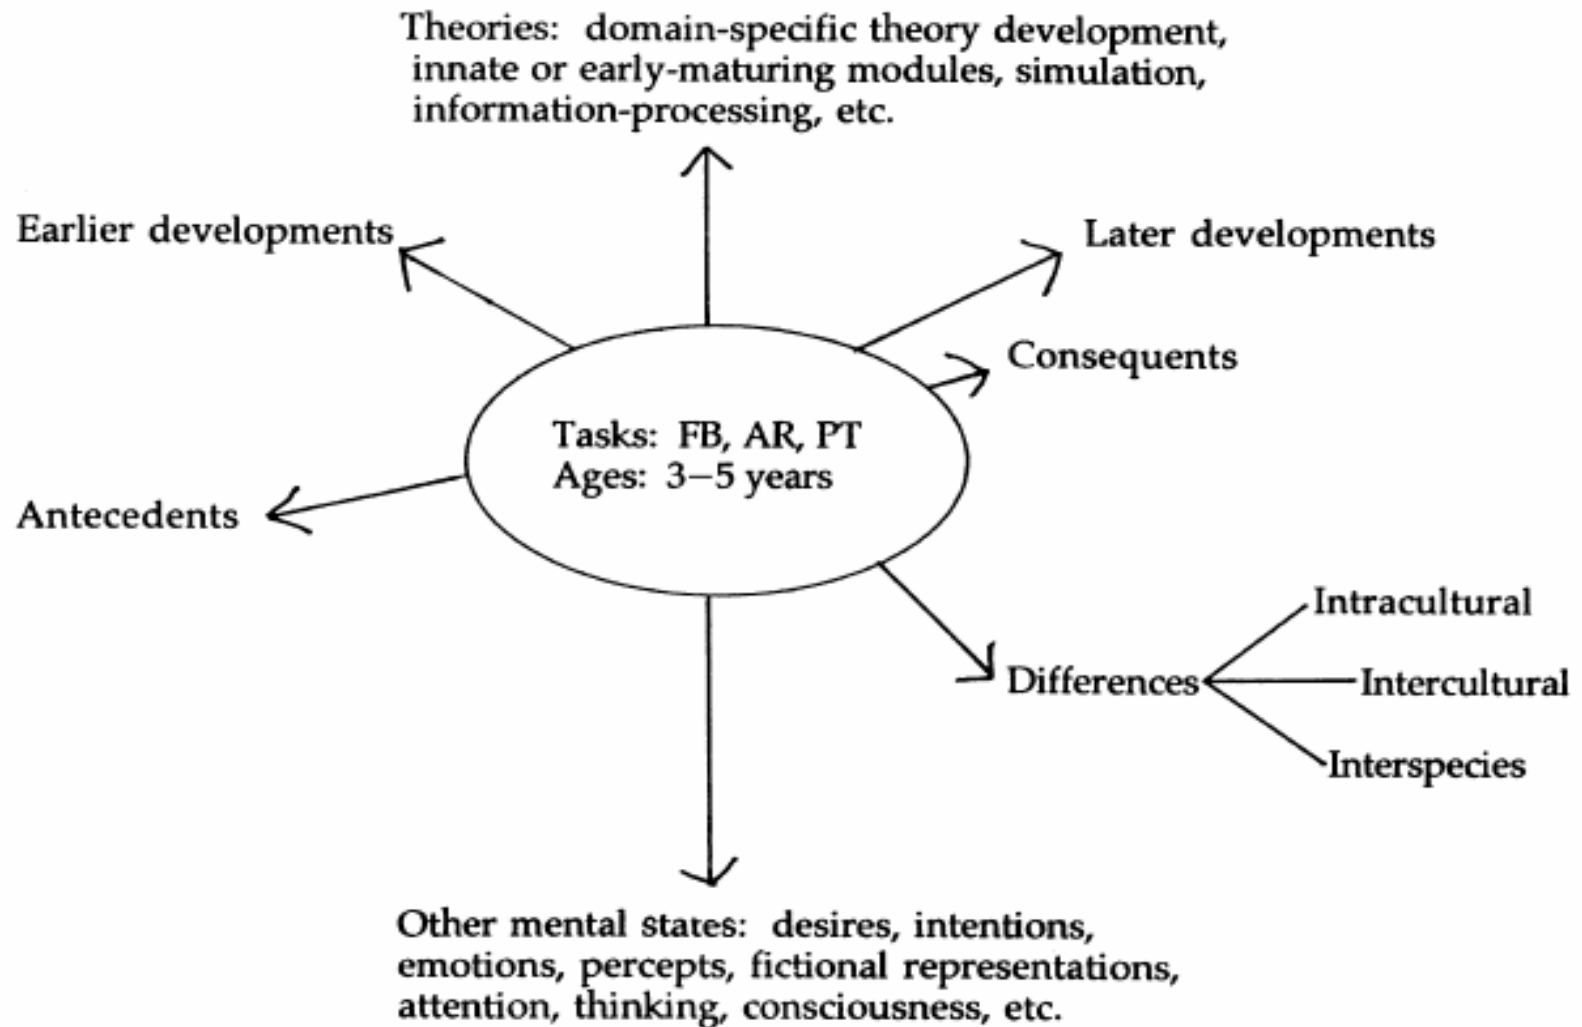 Theories: domain-specific theory development,
innate or early-maturing modules, simulation,
information-processing, etc.
Earlier developments
Later developments
Consequents
Tasks: FB, AR, PT
Ages: 3–5 years
Antecedents
Intracultural
Differences
Intercultural
Interspecies
Other mental states: desires, intentions,
emotions, percepts, fictional representations,
attention, thinking, consciousness, etc.